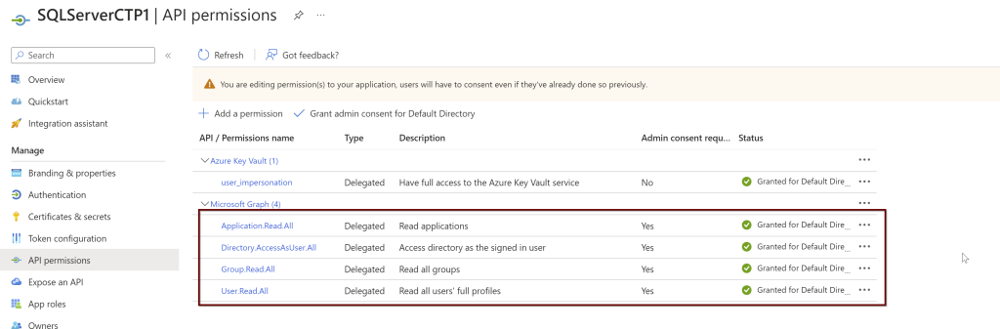 SQLServerCTP1 | API permissions
Search
Overview
Quickstart
Integration assistant
Manage
Branding & properties
Authentication
Certificates & secrets
Token configuration
API permissions
Expose an API
App roles
Owners
Refresh Got feedback?
You are editing permission(s) to your application, users will have to consent even if they've already done so previously.
Add a permission Grant admin consent for Default Directory
API / Permissions name Type Description Admin consent requ... Status
Azure Key Vault (1)
user_impersonation Delegated Have full access to the Azure Key Vault service No Granted for Default Dire...
Microsoft Graph (4)
Application.Read.All Delegated Read applications Yes Granted for Default Dire...
Directory.AccessAsUser.All Delegated Access directory as the signed in user Yes Granted for Default Dire...
Group.Read.All Delegated Read all groups Yes Granted for Default Dire...
User.Read.All Delegated Read all users' full profiles Yes Granted for Default Dire...